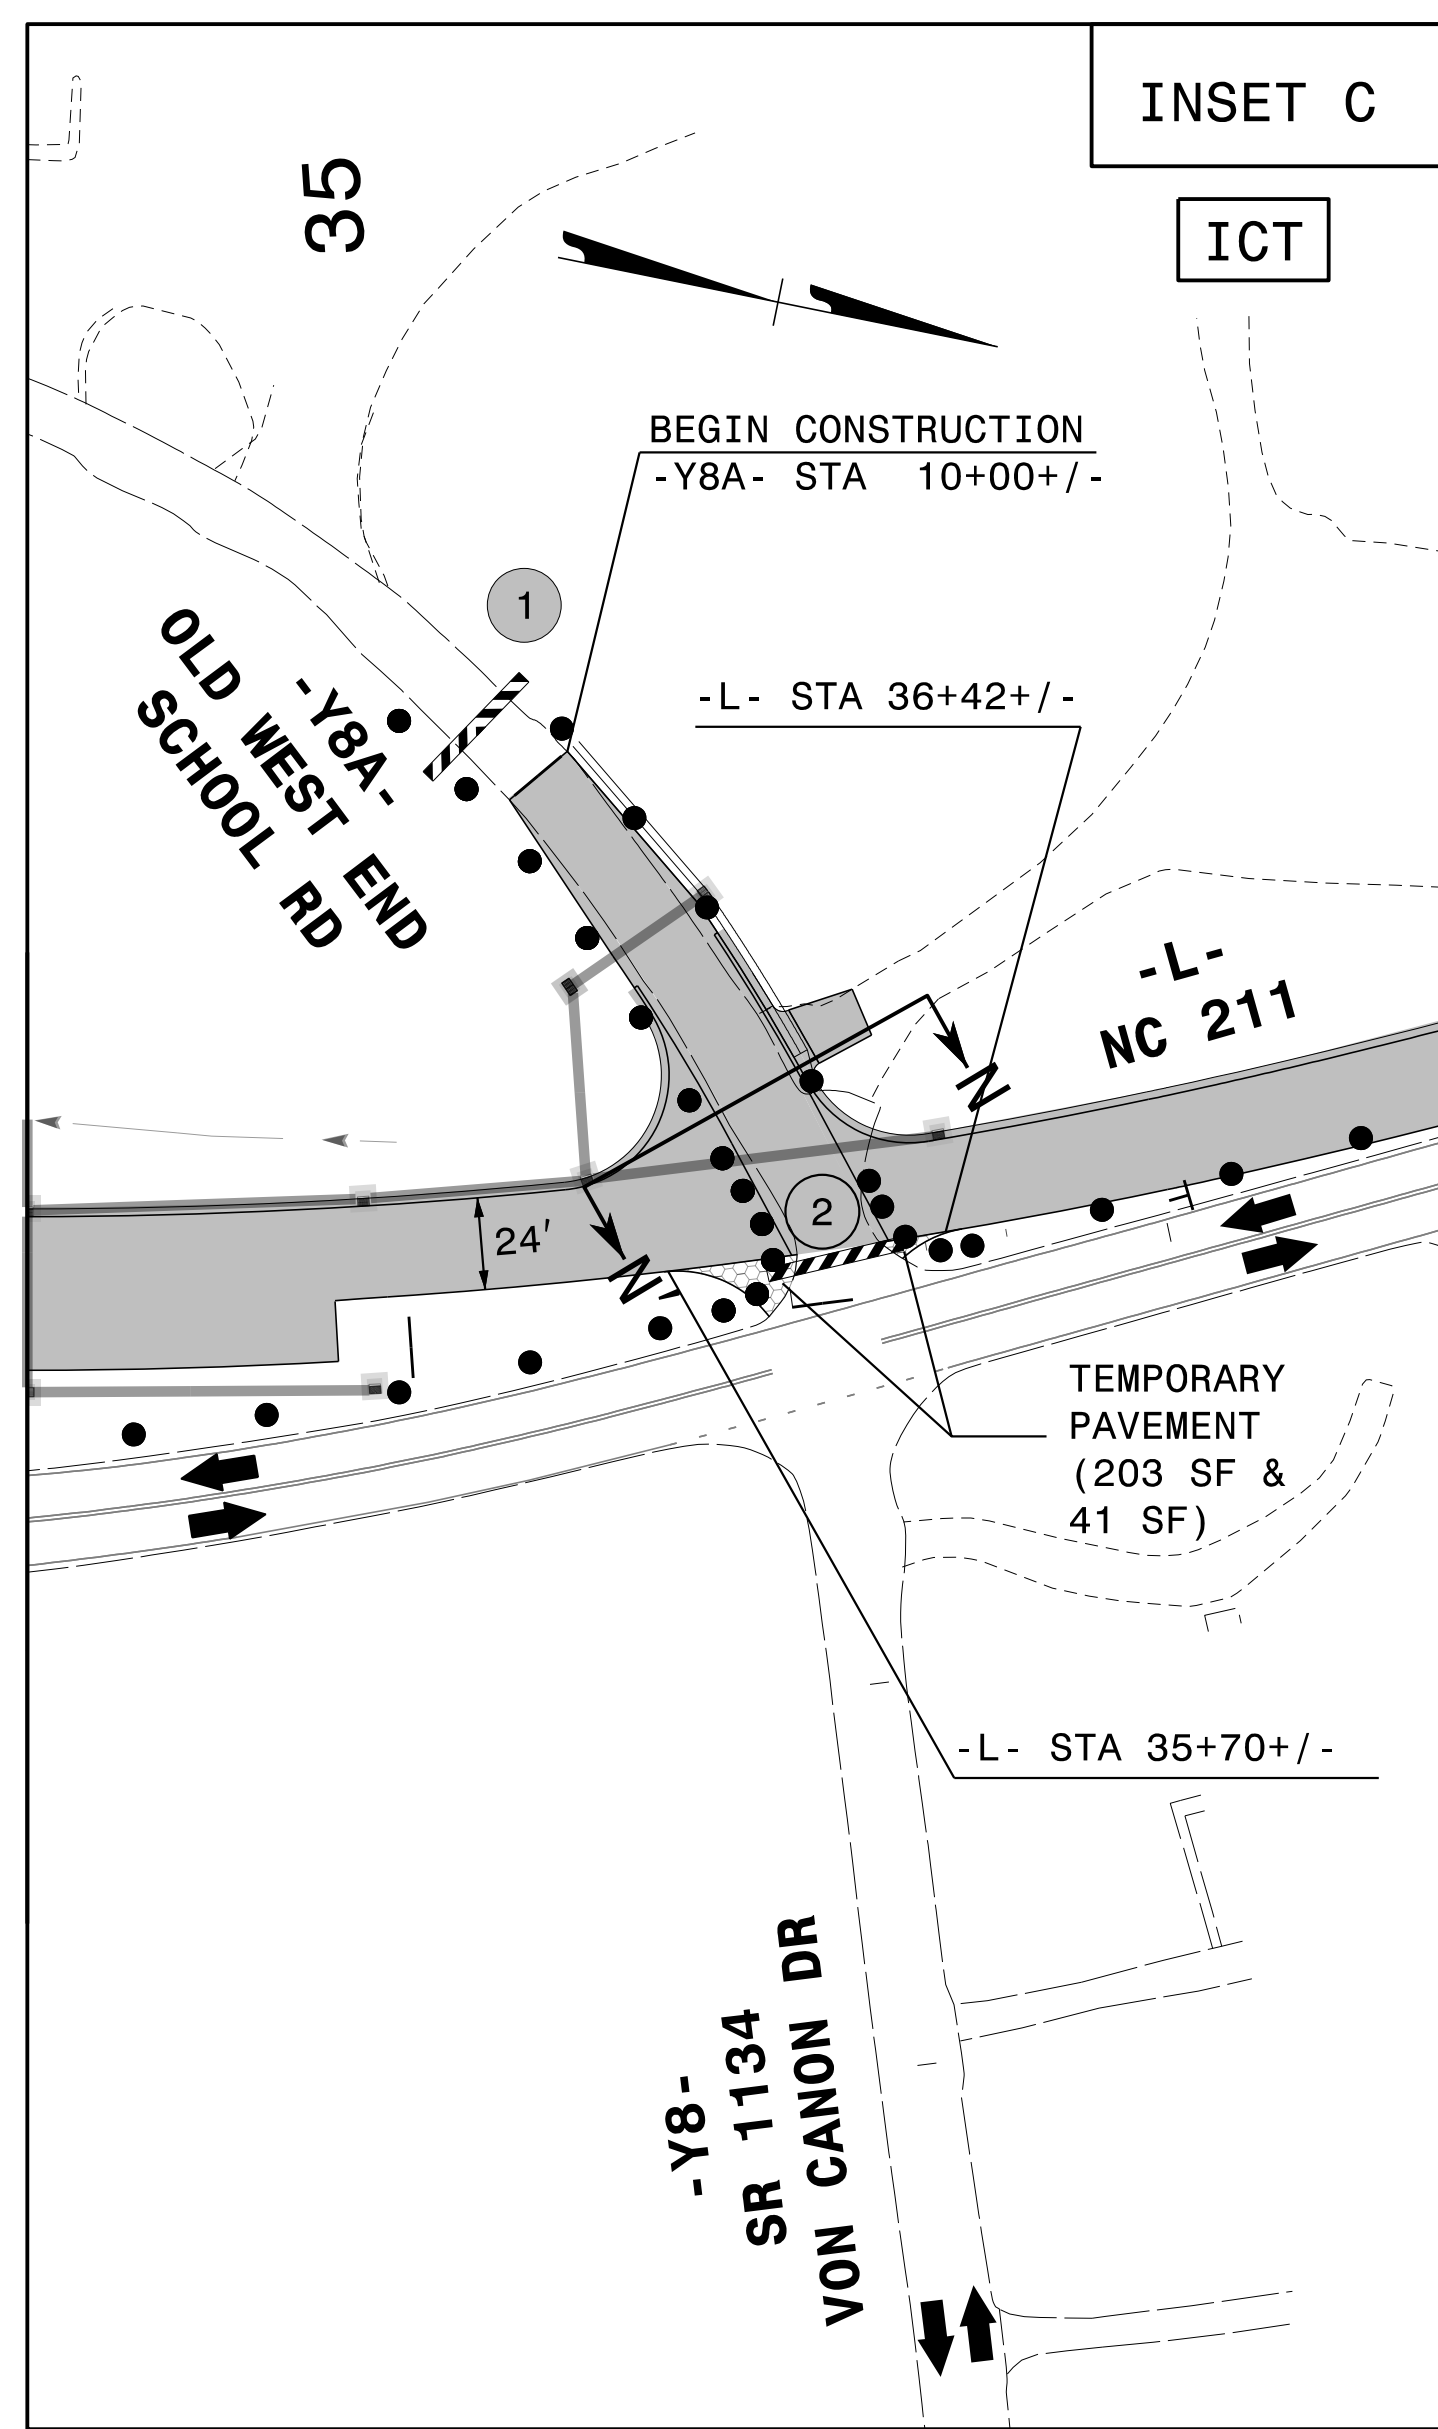 INSET C
35
ICT
BEGIN CONSTRUCTION
-Y8A- STA 10+00+/-
1
-L- STA 36+42+/-
-Y8A-
OLD WEST END
SCHOOL RD
-L-
NC 211
N
2
24'
N'
TEMPORARY
PAVEMENT
(203 SF &
41 SF)
-L- STA 35+70+/-
-Y8-
SR 1134
VON CANON DR